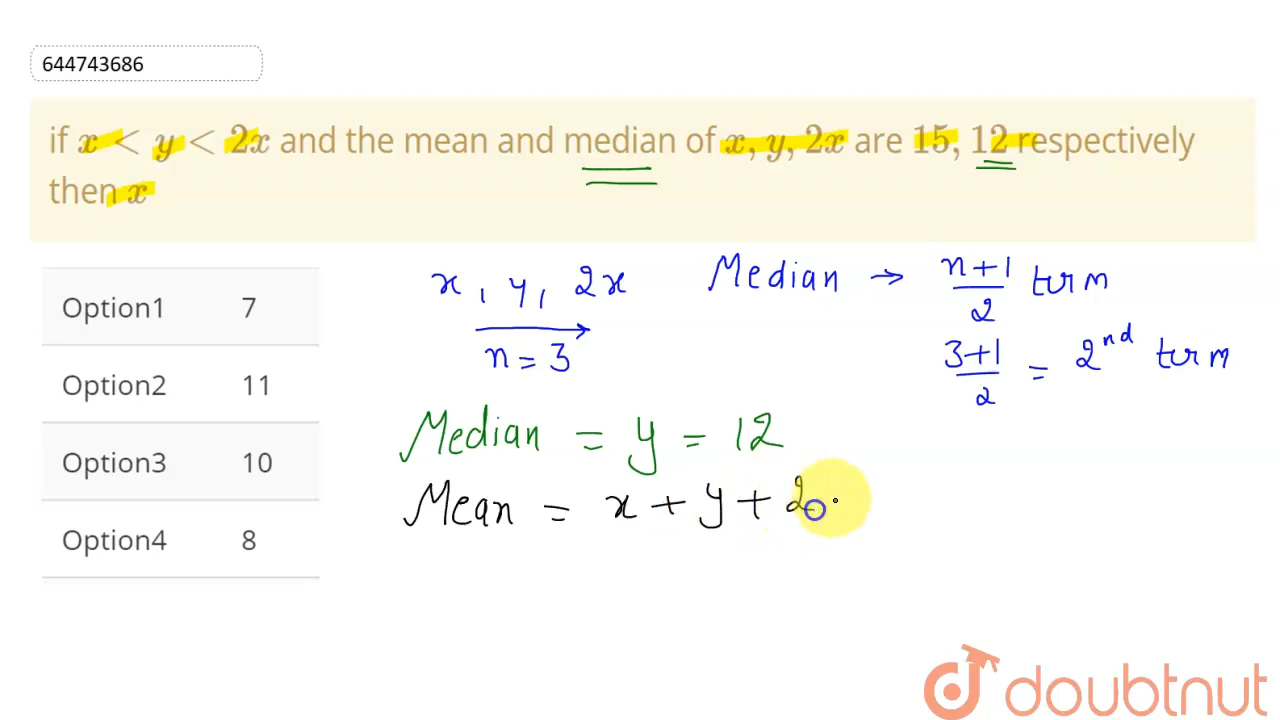 644743686
if x < y < 2x and the mean and median of x, y, 2x are 15, 12 respectively
then x
Option1 7
Option2 11
Option3 10
Option4 8
x, y, 2x
n = 3
Median → n+1/2 term
3+1/2 = 2nd term
Median = y = 12
Mean = x + y + 2
doubtnut